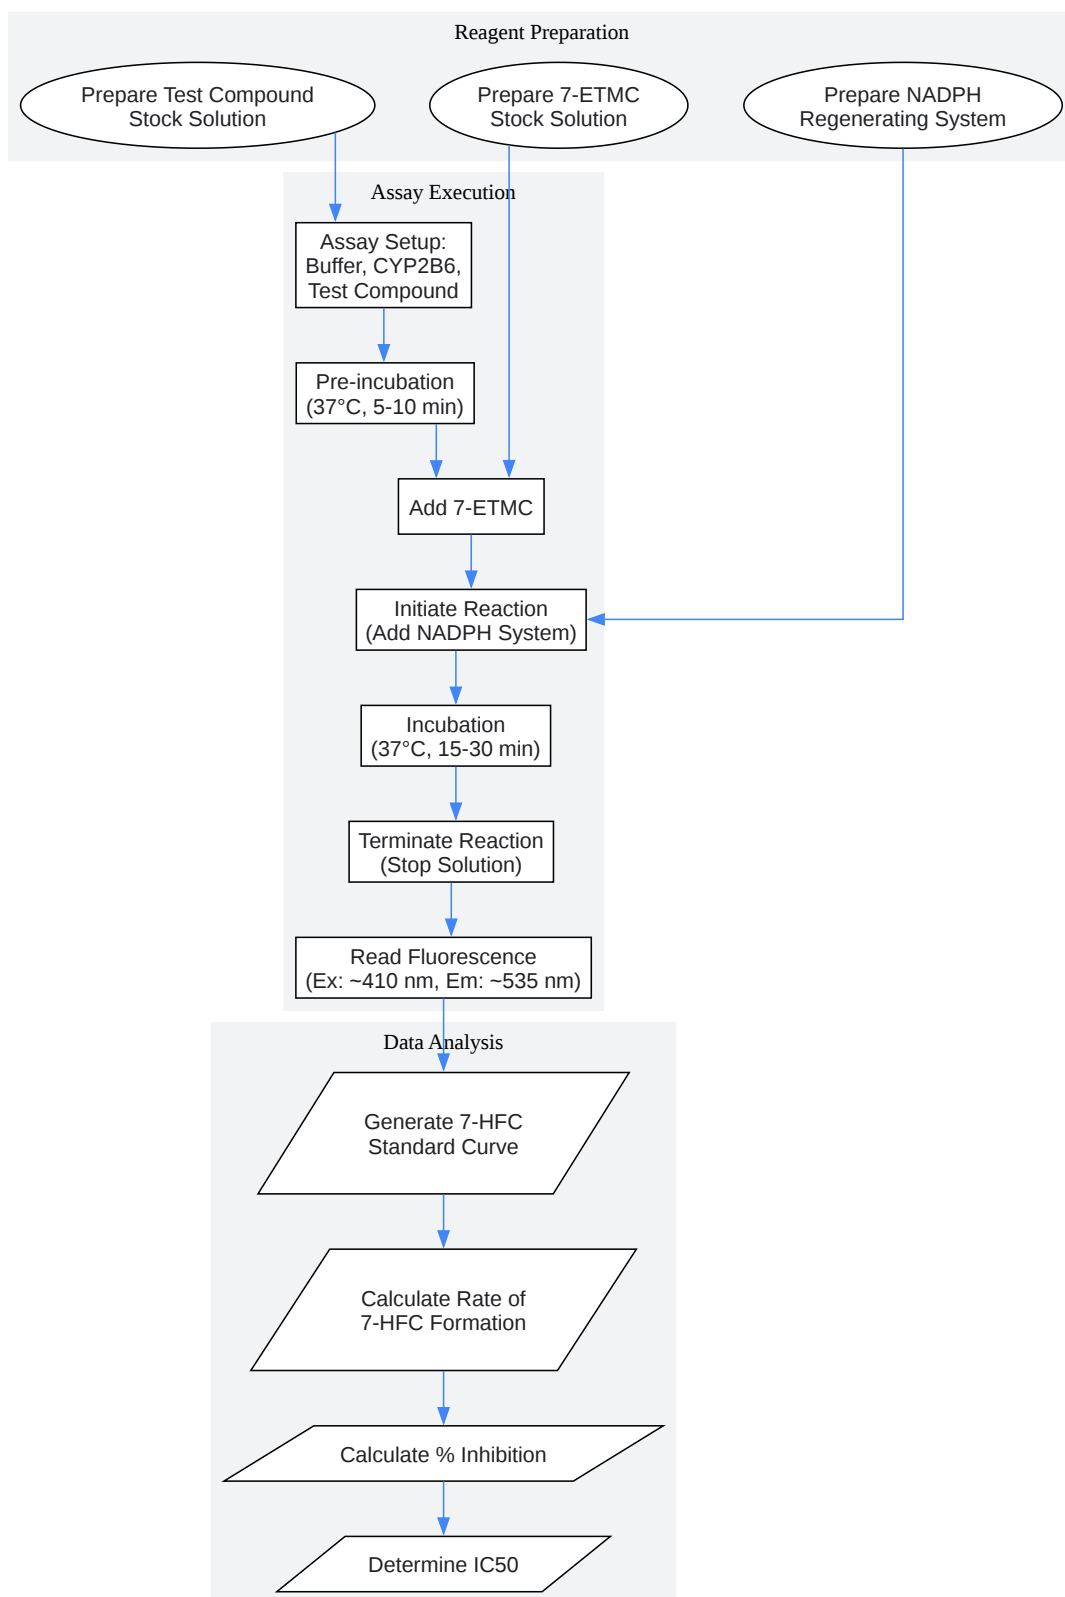 Reagent Preparation
Prepare Test Compound
Stock Solution
Prepare 7-ETMC
Stock Solution
Prepare NADPH
Regenerating System
Assay Execution
Assay Setup:
Buffer, CYP2B6,
Test Compound
Pre-incubation
(37°C, 5-10 min)
Add 7-ETMC
Initiate Reaction
(Add NADPH System)
Incubation
(37°C, 15-30 min)
Terminate Reaction
(Stop Solution)
Read Fluorescence
(Ex: ~410 nm, Em: ~535 nm)
Data Analysis
Generate 7-HFC
Standard Curve
Calculate Rate of
7-HFC Formation
Calculate % Inhibition
Determine IC50